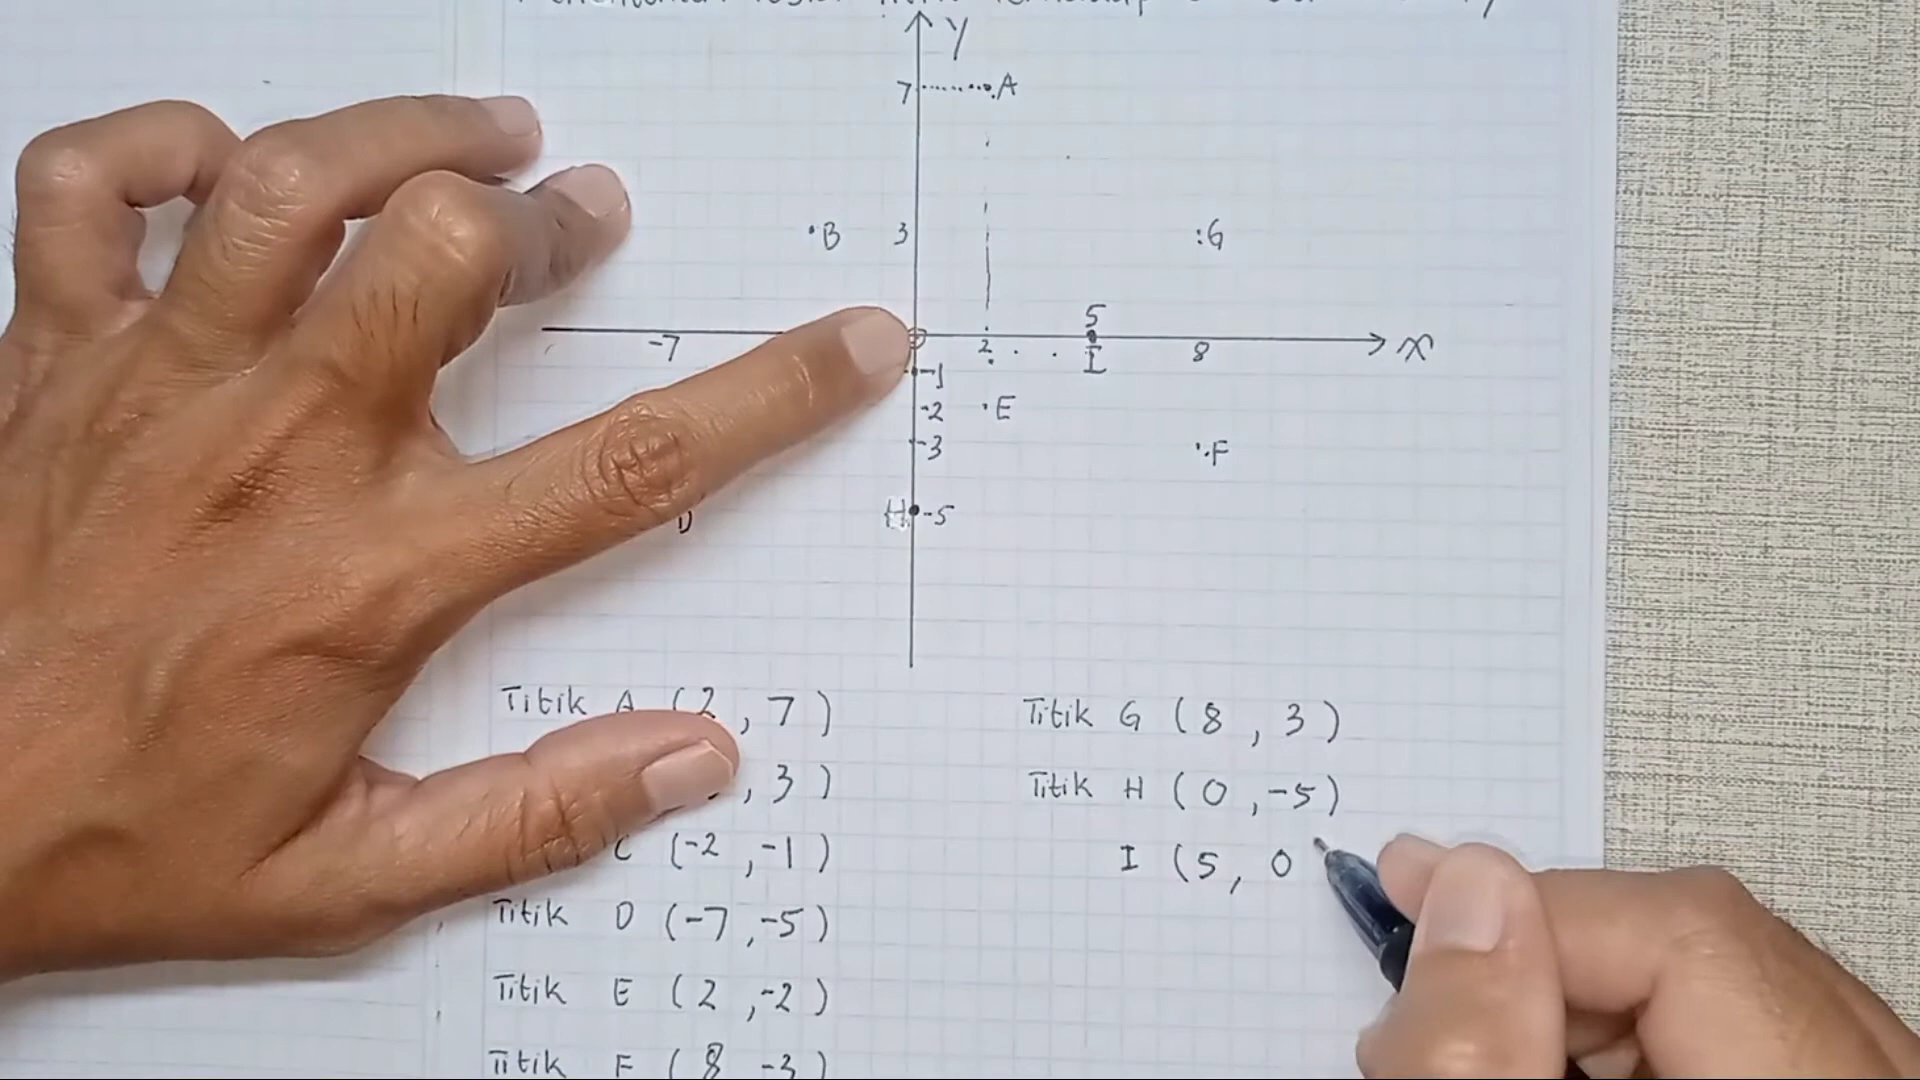 y
7 A
B 3 G
5
-7 2 I 8 x
-1
-2 E
-3 F
D H -5
Titik A (2, 7)
, 3)
C (-2, -1)
Titik D (-7, -5)
Titik E (2, -2)
Titik F (8 -3)
Titik G (8, 3)
Titik H (0, -5)
I (5, 0